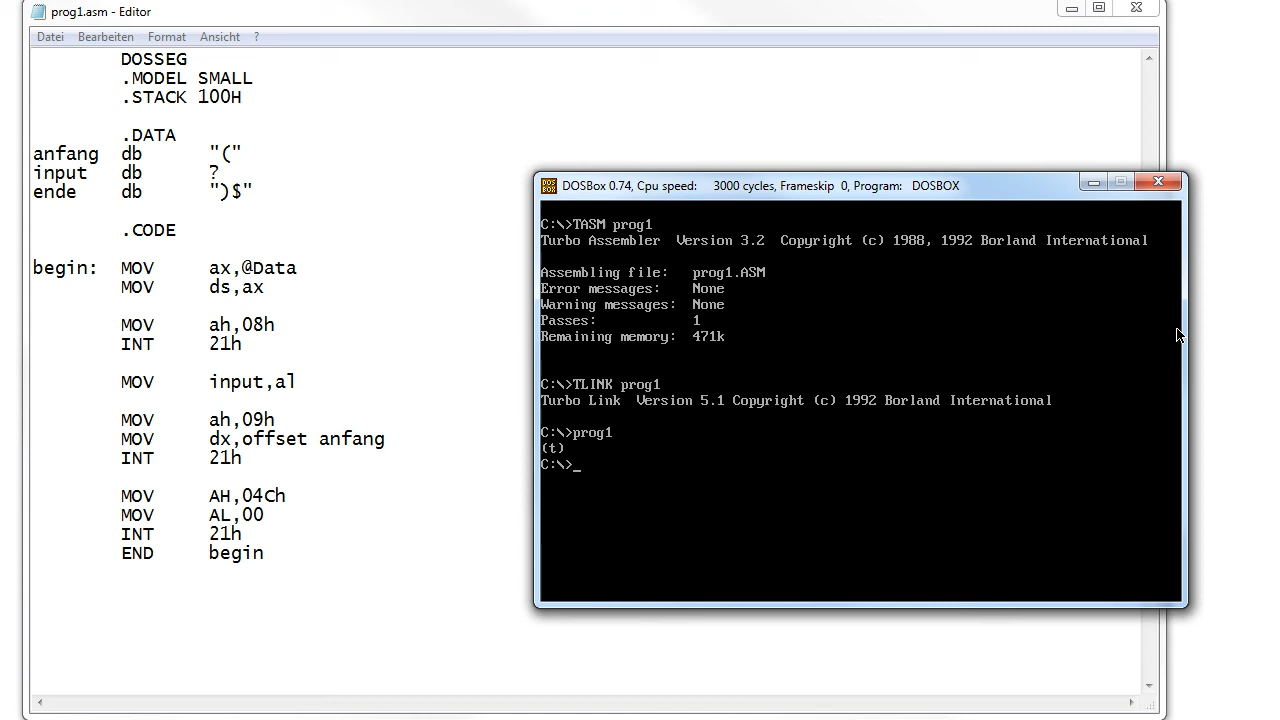 prog1.asm - Editor
Datei Bearbeiten Format Ansicht ?
DOSSEG
.MODEL SMALL
.STACK 100H
.DATA
anfang db "("
input db ?
ende db ")$"
.CODE
begin: MOV ax,@Data
MOV ds,ax
MOV ah,08h
INT 21h
MOV input,al
MOV ah,09h
MOV dx,offset anfang
INT 21h
MOV AH,04Ch
MOV AL,00
INT 21h
END begin
DOS BOX
DOSBox 0.74, Cpu speed: 3000 cycles, Frameskip 0, Program: DOSBOX
C:\>TASM prog1
Turbo Assembler Version 3.2 Copyright (c) 1988, 1992 Borland International
Assembling file: prog1.ASM
Error messages: None
Warning messages: None
Passes: 1
Remaining memory: 471k
C:\>TLINK prog1
Turbo Link Version 5.1 Copyright (c) 1992 Borland International
C:\>prog1
(t)
C:\>_